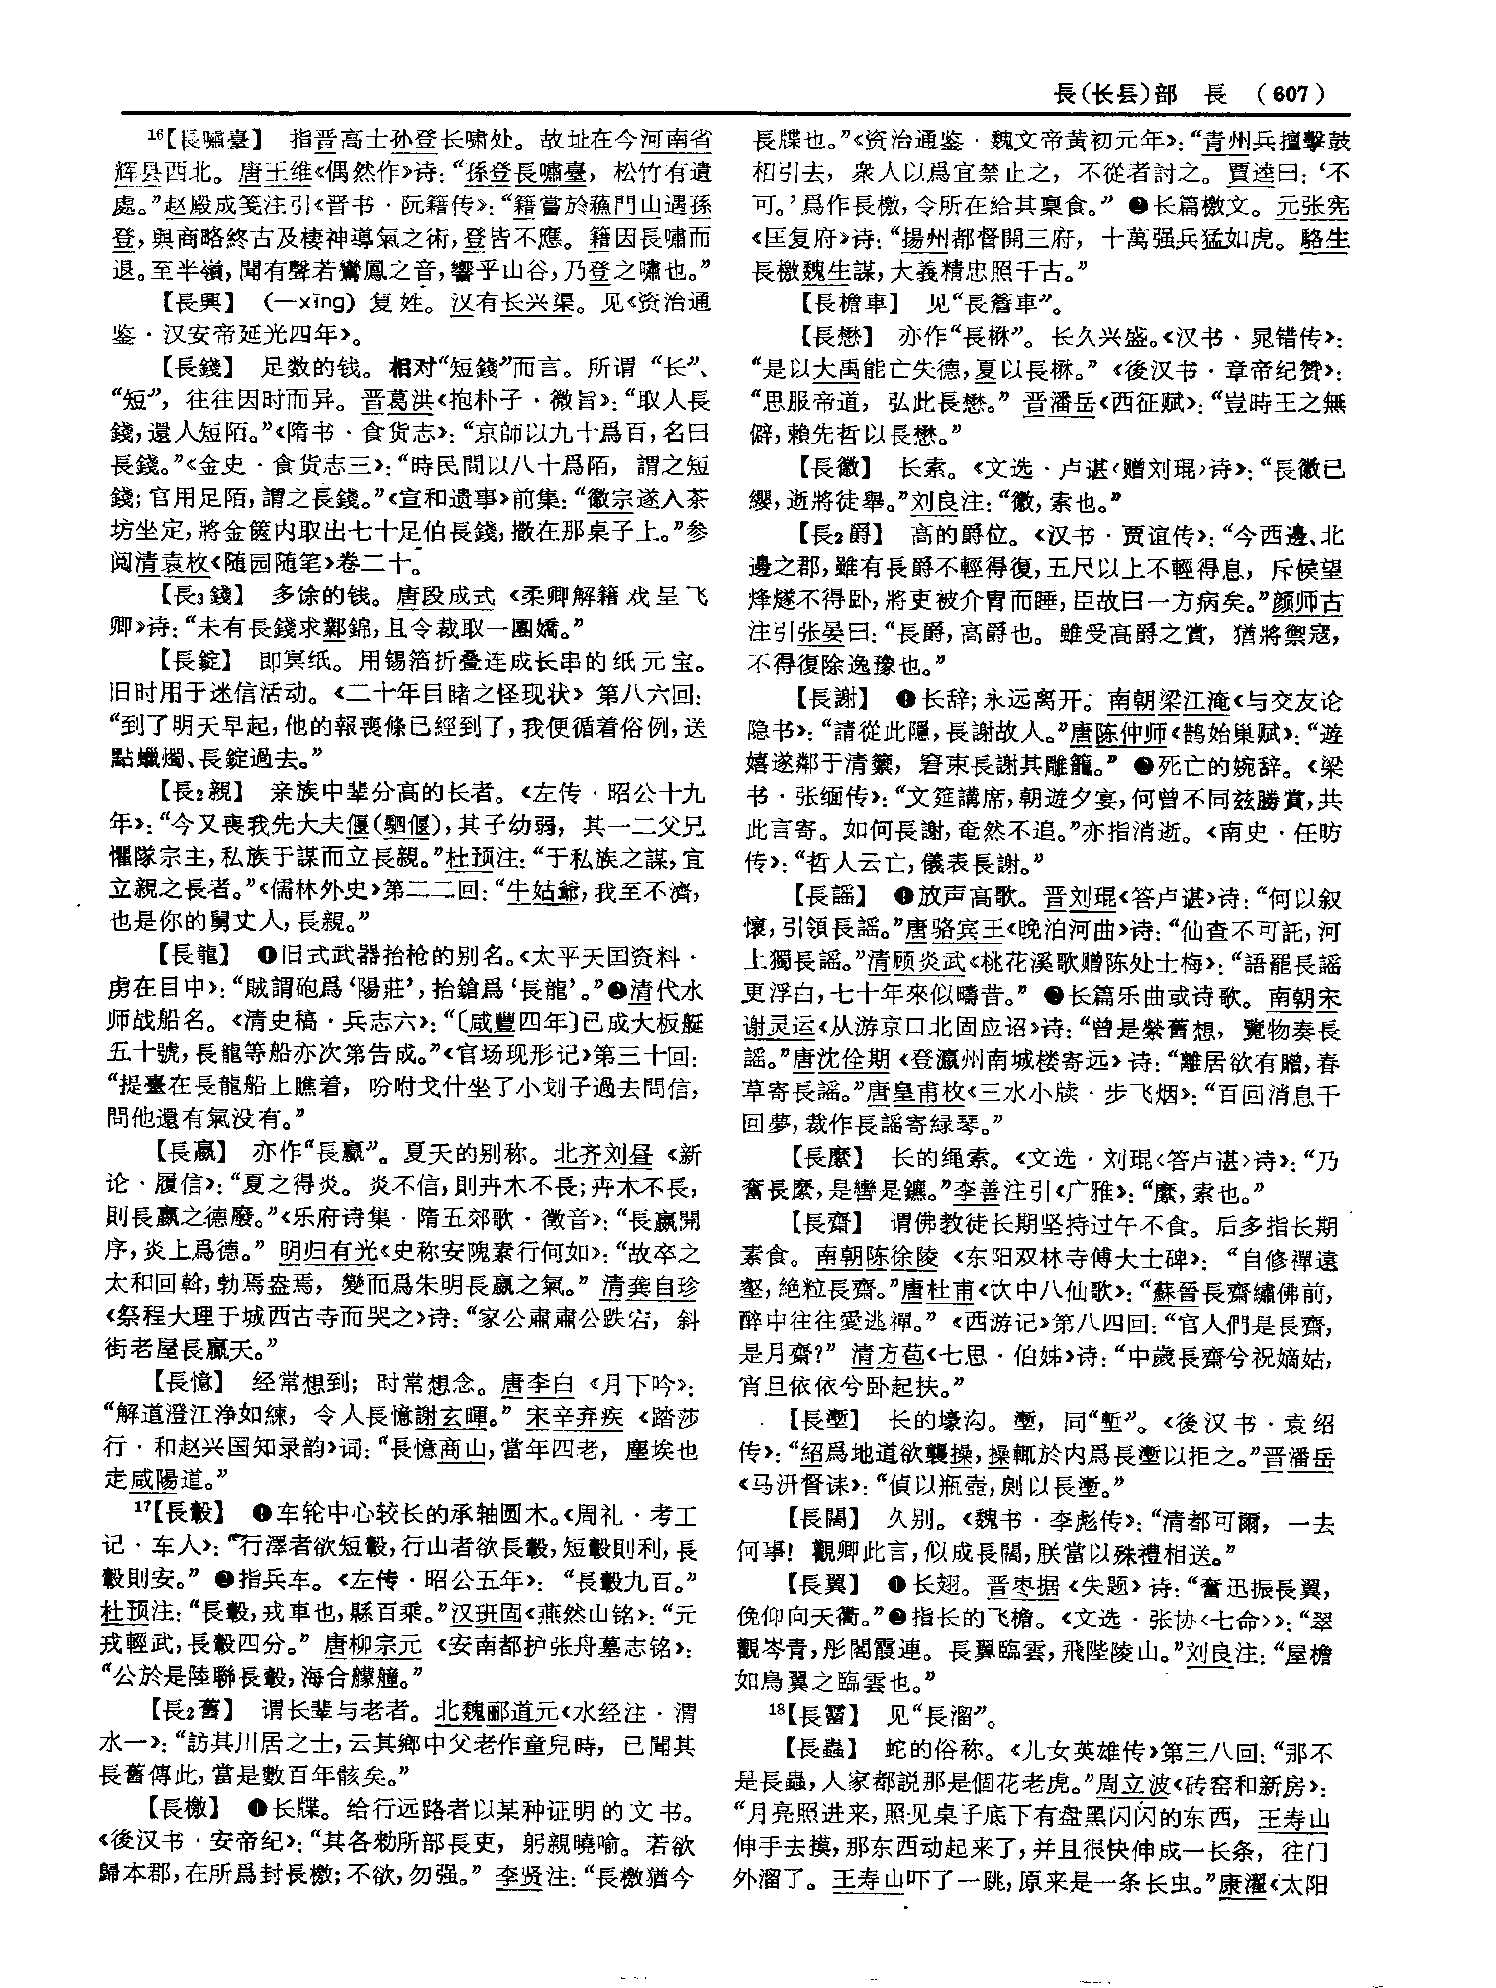 長(长镸)部　長　（607）
16【長嘯臺】　指晋高士孙登长啸处。故址在今河南省
辉县西北。唐王维《偶然作》诗：“孫登長嘯臺，松竹有遺
處。”赵殿成笺注引《晋书·阮籍传》：“籍嘗於蘓門山遇孫
登，與商略終古及棲神導氣之術，登皆不應。籍因長嘯而
退。至半嶺，聞有聲若鸞鳳之音，響乎山谷，乃登之嘯也。”
【長興】　（—xīng）复姓。汉有长兴渠。见《资治通
鉴·汉安帝延光四年》。
【長錢】　足数的钱。相对“短錢”而言。所谓“长”、
“短”，往往因时而异。晋葛洪《抱朴子·微旨》：“取人長
錢，還人短陌。”《隋书·食货志》：“京師以九十爲百，名曰
長錢。”《金史·食货志三》：“時民間以八十爲陌，謂之短
錢；官用足陌，謂之長錢。”《宣和遗事》前集：“徽宗遂入茶
坊坐定，將金篋内取出七十足伯長錢，撒在那桌子上。”参
阅清袁枚《随园随笔》卷二十。
【長3錢】　多馀的钱。唐段成式《柔卿解籍戏呈飞
卿》诗：“未有長錢求鄴錦，且令裁取一團嬌。”
【長錠】　即冥纸。用锡箔折叠连成长串的纸元宝。
旧时用于迷信活动。《二十年目睹之怪现状》第八六回：
“到了明天早起，他的報喪條已經到了，我便循着俗例，送
點蠟燭、長錠過去。”
【長2親】　亲族中辈分高的长者。《左传·昭公十九
年》：“今又喪我先大夫偃(駟偃)，其子幼弱，其一二父兄
懼隊宗主，私族于謀而立長親。”杜预注：“于私族之謀，宜
立親之長者。”《儒林外史》第二二回：“牛姑爺，我至不濟，
也是你的舅丈人，長親。”
【長龍】　❶旧式武器抬枪的别名。《太平天囯资料·
虏在目中》：“賊謂砲爲‘陽莊’，抬鎗爲‘長龍’。”❷清代水
师战船名。《清史稿·兵志六》：“〔咸豐四年〕已成大板艇
五十號，長龍等船亦次第告成。”《官场现形记》第三十回：
“提臺在長龍船上瞧着，吩咐戈什坐了小划子過去問信，
問他還有氣没有。”
【長嬴】　亦作“長贏”。夏天的别称。北齐刘昼《新
论·履信》：“夏之得炎。炎不信，則卉木不長；卉木不長，
則長嬴之德廢。”《乐府诗集·隋五郊歌·徵音》：“長嬴開
序，炎上爲德。”明归有光《史称安隗素行何如》：“故卒之
太和回斡，勃焉盎焉，變而爲朱明長嬴之氣。”清龚自珍
《祭程大理于城西古寺而哭之》诗：“家公肅肅公跌宕，斜
街老屋長嬴天。”
【長憶】　经常想到；时常想念。唐李白《月下吟》：
“解道澄江净如練，令人長憶謝玄暉。”宋辛弃疾《踏莎
行·和赵兴国知录韵》词：“長憶商山，當年四老，塵埃也
走咸陽道。”
17【長轂】　❶车轮中心较长的承轴圆木。《周礼·考工
记·车人》：“行澤者欲短轂，行山者欲長轂，短轂則利，長
轂則安。”❷指兵车。《左传·昭公五年》：“長轂九百。”
杜预注：“長轂，戎車也，縣百乘。”汉班固《燕然山铭》：“元
戎輕武，長轂四分。”唐柳宗元《安南都护张舟墓志铭》：
“公於是陸聯長轂，海合艨艟。”
【長2舊】　谓长辈与老者。北魏郦道元《水经注·渭
水一》：“訪其川居之士，云其鄉中父老作童兒時，已聞其
長舊傳此，當是數百年骸矣。”
【長檄】　❶长牒。给行远路者以某种证明的文书。
《後汉书·安帝纪》：“其各勑所部長吏，躬親曉喻。若欲
歸本郡，在所爲封長檄；不欲，勿强。”李贤注：“長檄猶今
長牒也。”《资治通鉴·魏文帝黄初元年》：“青州兵擅擊鼓
相引去，衆人以爲宜禁止之，不從者討之。賈逵曰：‘不
可。’爲作長檄，令所在給其稟食。”❷长篇檄文。元张宪
《匡复府》诗：“揚州都督開三府，十萬强兵猛如虎。駱生
長檄魏生謀，大義精忠照千古。”
【長檐車】　见“長簷車”。
【長懋】　亦作“長楙”。长久兴盛。《汉书·晁错传》：
“是以大禹能亡失德，夏以長楙。”《後汉书·章帝纪赞》：
“思服帝道，弘此長懋。”晋潘岳《西征赋》：“豈時王之無
僻，賴先哲以長懋。”
【長徽】　长索。《文选·卢谌〈赠刘琨〉诗》：“長徽已
纓，逝將徒舉。”刘良注：“徽，索也。”
【長2爵】　高的爵位。《汉书·贾谊传》：“今西邊、北
邊之郡，雖有長爵不輕得復，五尺以上不輕得息，斥候望
烽燧不得卧，將吏被介胄而睡，臣故曰一方病矣。”颜师古
注引张晏曰：“長爵，高爵也。雖受高爵之賞，猶將禦寇，
不得復除逸豫也。”
【長謝】　❶长辞；永远离开。南朝梁江淹《与交友论
隐书》：“請從此隱，長謝故人。”唐陈仲师《鹊始巢赋》：“遊
嬉遂鄰于清籞，窘束長謝其雕籠。”❷死亡的婉辞。《梁
书·张缅传》：“文筵講席，朝遊夕宴，何曾不同兹勝賞，共
此言寄。如何長謝，奄然不追。”亦指消逝。《南史·任昉
传》：“哲人云亡，儀表長謝。”
【長謡】　❶放声高歌。晋刘琨《答卢谌》诗：“何以叙
懷，引領長謡。”唐骆宾王《晚泊河曲》诗：“仙查不可託，河
上獨長謡。”清顾炎武《桃花溪歌赠陈处士梅》：“語罷長謡
更浮白，七十年來似疇昔。”❷长篇乐曲或诗歌。南朝宋
谢灵运《从游京口北固应诏》诗：“曾是縈舊想，覽物奏長
謡。”唐沈佺期《登瀛州南城楼寄远》诗：“離居欲有贈，春
草寄長謡。”唐皇甫枚《三水小牍·步飞烟》：“百回消息千
回夢，裁作長謡寄緑琴。”
【長縻】　长的绳索。《文选·刘琨〈答卢谌〉诗》：“乃
奮長縻，是轡是鑣。”李善注引《广雅》：“縻，索也。”
【長齋】　谓佛教徒长期坚持过午不食。后多指长期
素食。南朝陈徐陵《东阳双林寺傅大士碑》：“自修禪遠
壑，絶粒長齋。”唐杜甫《饮中八仙歌》：“蘇晉長齋繡佛前，
醉中往往愛逃禪。”《西游记》第八四回：“官人們是長齋，
是月齋？”清方苞《七思·伯姊》诗：“中歲長齋兮祝嫡姑，
宵旦依依兮卧起扶。”
【長壍】　长的壕沟。壍，同“塹”。《後汉书·袁绍
传》：“紹爲地道欲襲操，操輒於内爲長壍以拒之。”晋潘岳
《马汧督诔》：“偵以瓶壺，剡以長壍。”
【長闊】　久别。《魏书·李彪传》：“清都可爾，一去
何事！觀卿此言，似成長闊，朕當以殊禮相送。”
【長翼】　❶长翅。晋枣据《失题》诗：“奮迅振長翼，
俛仰向天衢。”❷指长的飞檐。《文选·张协〈七命〉》：“翠
觀岑青，彤閣霞連。長翼臨雲，飛陛陵山。”刘良注：“屋檐
如鳥翼之臨雲也。”
18【長霤】　见“長溜”。
【長蟲】　蛇的俗称。《儿女英雄传》第三八回：“那不
是長蟲，人家都説那是個花老虎。”周立波《砖窑和新房》：
“月亮照进来，照见桌子底下有盘黑闪闪的东西，王寿山
伸手去摸，那东西动起来了，并且很快伸成一长条，往门
外溜了。王寿山吓了一跳，原来是一条长虫。”康濯《太阳